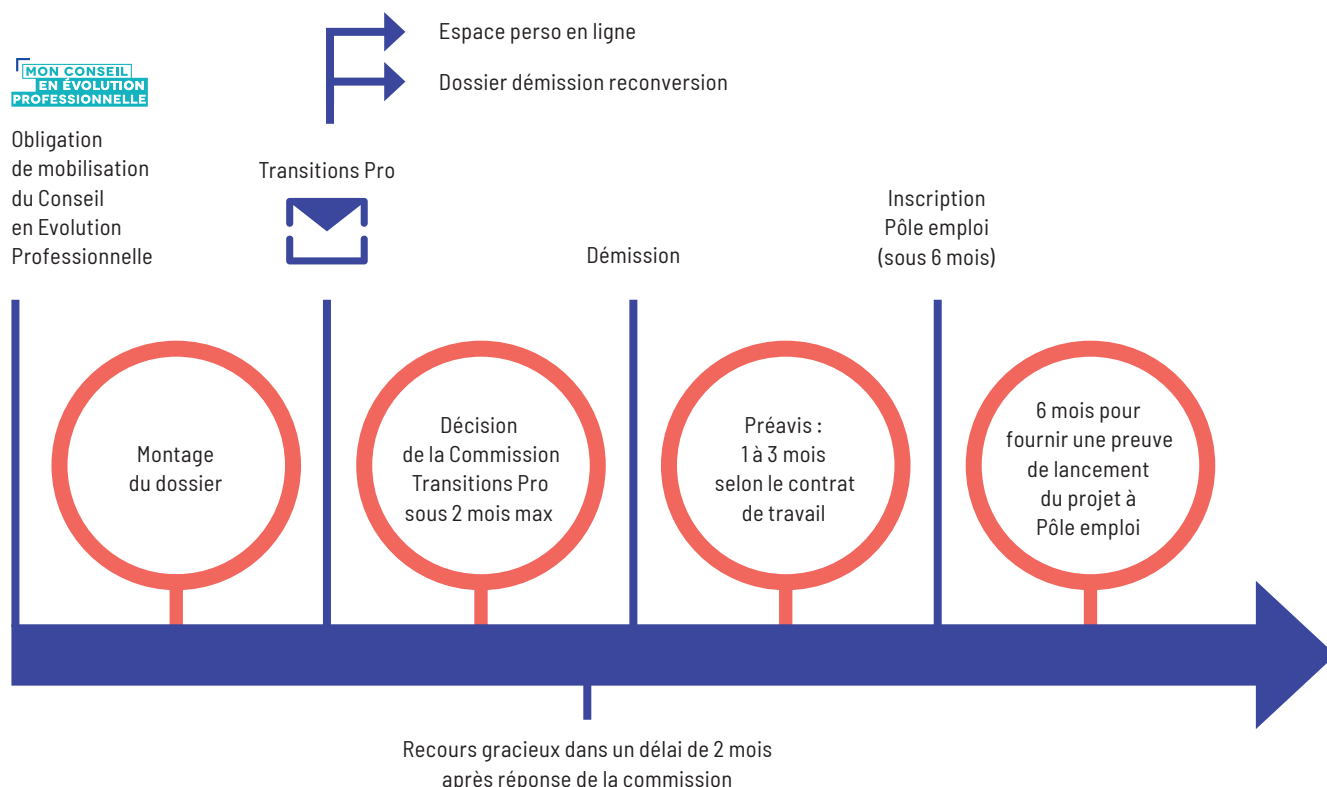 Espace perso en ligne
Dossier démission reconversion
MON CONSEIL
EN ÉVOLUTION
PROFESSIONNELLE
Obligation
de mobilisation
du Conseil
en Evolution
Professionnelle
Transitions Pro
Démission
Inscription
Pôle emploi
(sous 6 mois)
Montage
du dossier
Décision
de la Commission
Transitions Pro
sous 2 mois max
Préavis :
1 à 3 mois
selon le contrat
de travail
6 mois pour
fournir une preuve
de lancement
du projet à
Pôle emploi
Recours gracieux dans un délai de 2 mois
après réponse de la commission